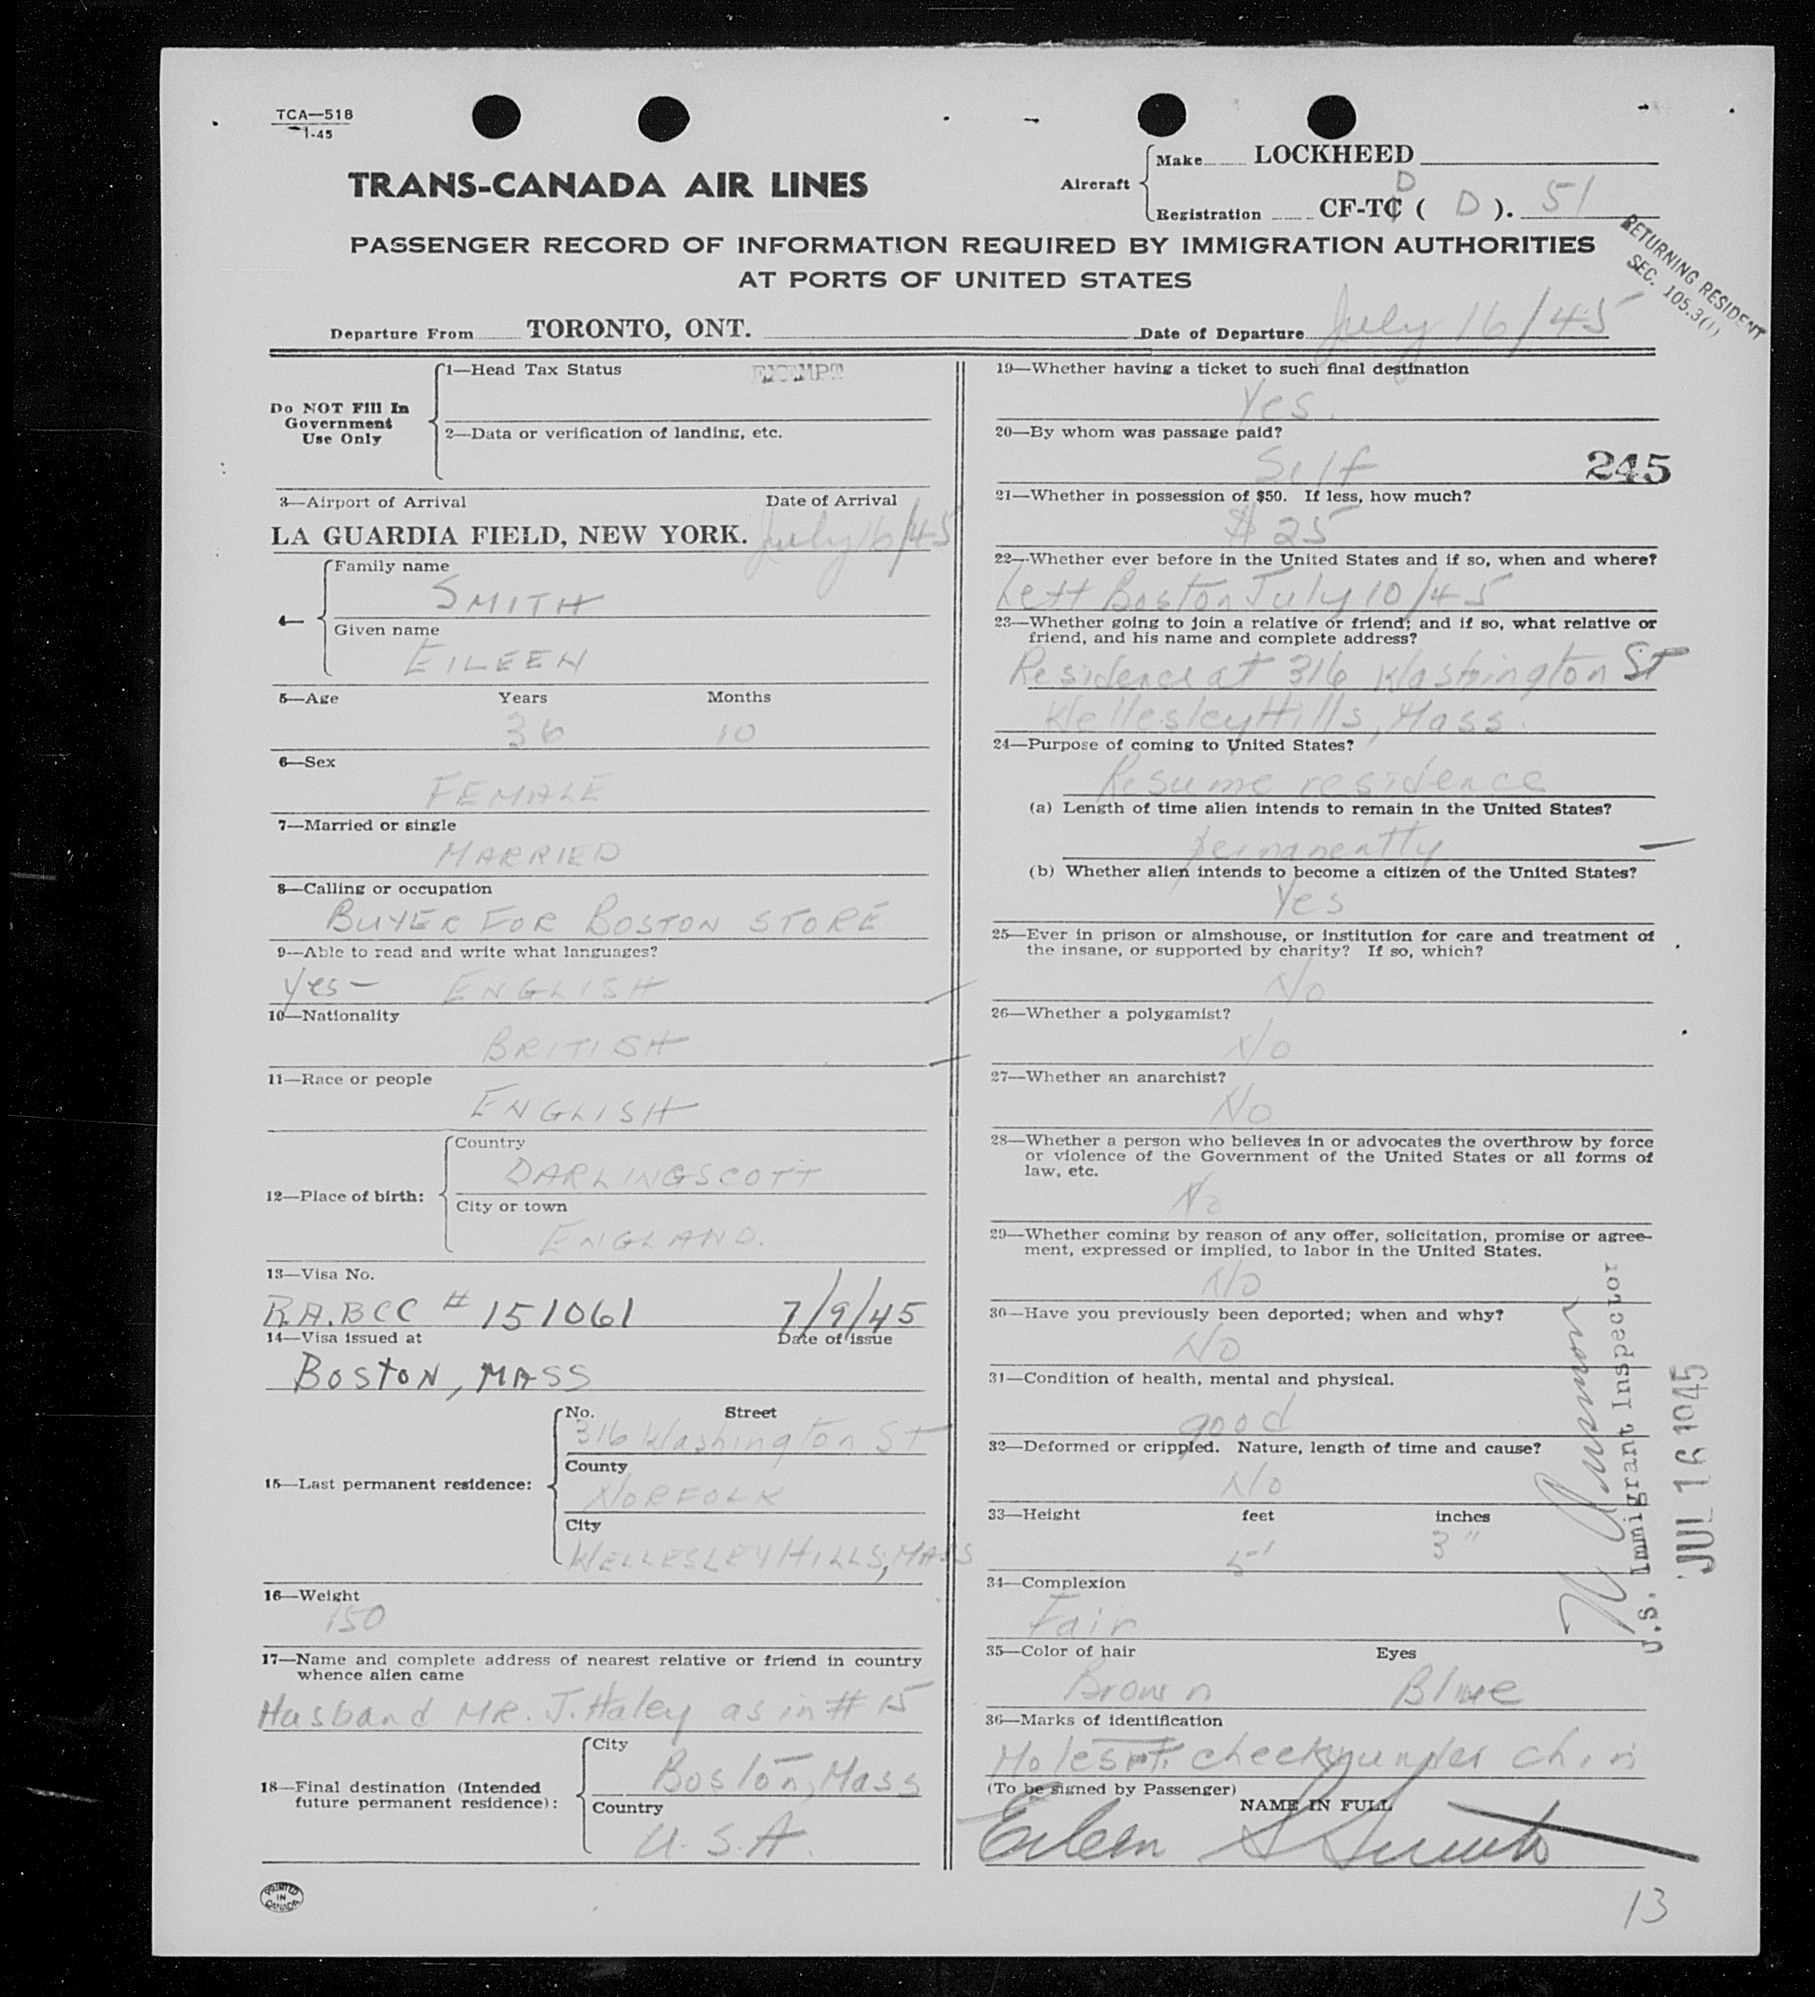 TCA—518
1-45
TRANS-CANADA AIR LINES
Aircraft
Make LOCKHEED
Registration CF-TC D ( D ). 51
PASSENGER RECORD OF INFORMATION REQUIRED BY IMMIGRATION AUTHORITIES
AT PORTS OF UNITED STATES
RETURNING RESIDENT
SEC. 105.3(1)
Departure From TORONTO, ONT. Date of Departure July 16/45
Do NOT Fill In
Government
Use Only
1—Head Tax Status EXEMPT
2—Data or verification of landing, etc.
3—Airport of Arrival Date of Arrival
LA GUARDIA FIELD, NEW YORK. July 16/45
4—
Family name
SMITH
Given name
EILEEN
5—Age Years Months
36 10
6—Sex
FEMALE
7—Married or single
MARRIED
8—Calling or occupation
BUYER FOR BOSTON STORE
9—Able to read and write what languages?
Yes— ENGLISH
10—Nationality
BRITISH
11—Race or people
ENGLISH
12—Place of birth:
Country
DARLINGSCOTT
City or town
ENGLAND.
13—Visa No.
R.A.BCC # 151061 7/9/45
14—Visa issued at Date of issue
BOSTON, MASS
15—Last permanent residence:
No. Street
316 Washington ST
County
NORFOLK
City
WELLESLEY HILLS, MASS
16—Weight
150
17—Name and complete address of nearest relative or friend in country
whence alien came
Husband MR. J. Haley as in # 15
18—Final destination (Intended
future permanent residence):
City
Boston, Mass
Country
U.S.A.
PRINTED
IN
CANADA
19—Whether having a ticket to such final destination
Yes.
20—By whom was passage paid?
Self
245
21—Whether in possession of $50. If less, how much?
$ 25
22—Whether ever before in the United States and if so, when and where?
Left Boston July 10/45
23—Whether going to join a relative or friend; and if so, what relative or
friend, and his name and complete address?
Residence at 316 Washington ST
Wellesley Hills, Mass.
24—Purpose of coming to United States?
Resume residence
(a) Length of time alien intends to remain in the United States?
permanently
(b) Whether alien intends to become a citizen of the United States?
Yes
25—Ever in prison or almshouse, or institution for care and treatment of
the insane, or supported by charity? If so, which?
No
26—Whether a polygamist?
No
27—Whether an anarchist?
No
28—Whether a person who believes in or advocates the overthrow by force
or violence of the Government of the United States or all forms of
law, etc.
No
29—Whether coming by reason of any offer, solicitation, promise or agree-
ment, expressed or implied, to labor in the United States.
No
30—Have you previously been deported; when and why?
No
31—Condition of health, mental and physical.
good
32—Deformed or crippled. Nature, length of time and cause?
No
33—Height feet inches
5' 3"
34—Complexion
Fair
35—Color of hair Eyes
Brown Blue
36—Marks of identification
Moles rt. cheek, under chin
(To be signed by Passenger)
NAME IN FULL
Eileen S Smith
U.S. Immigrant Inspector
JUL 16 1945
13